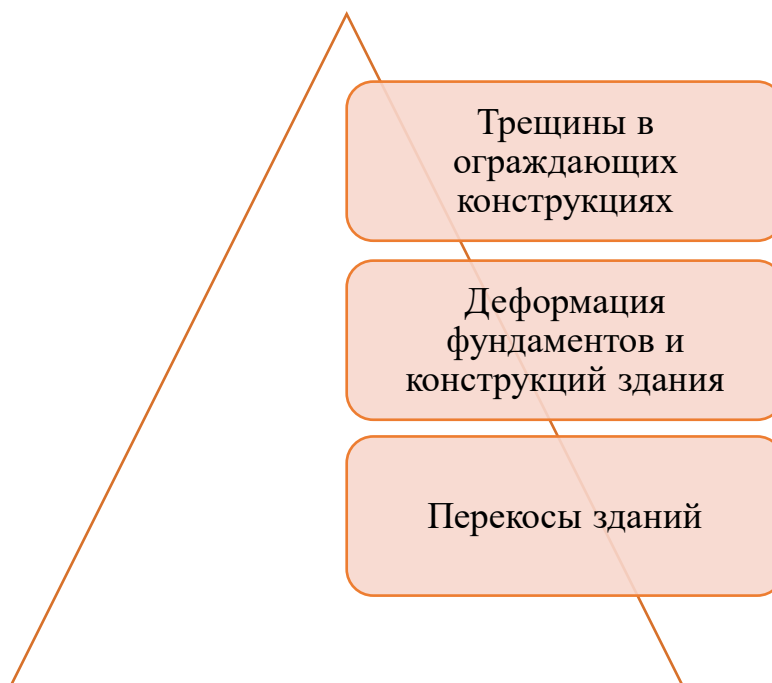 Трещины в
ограждающих
конструкциях
Деформация
фундаментов и
конструкций здания
Перекосы зданий